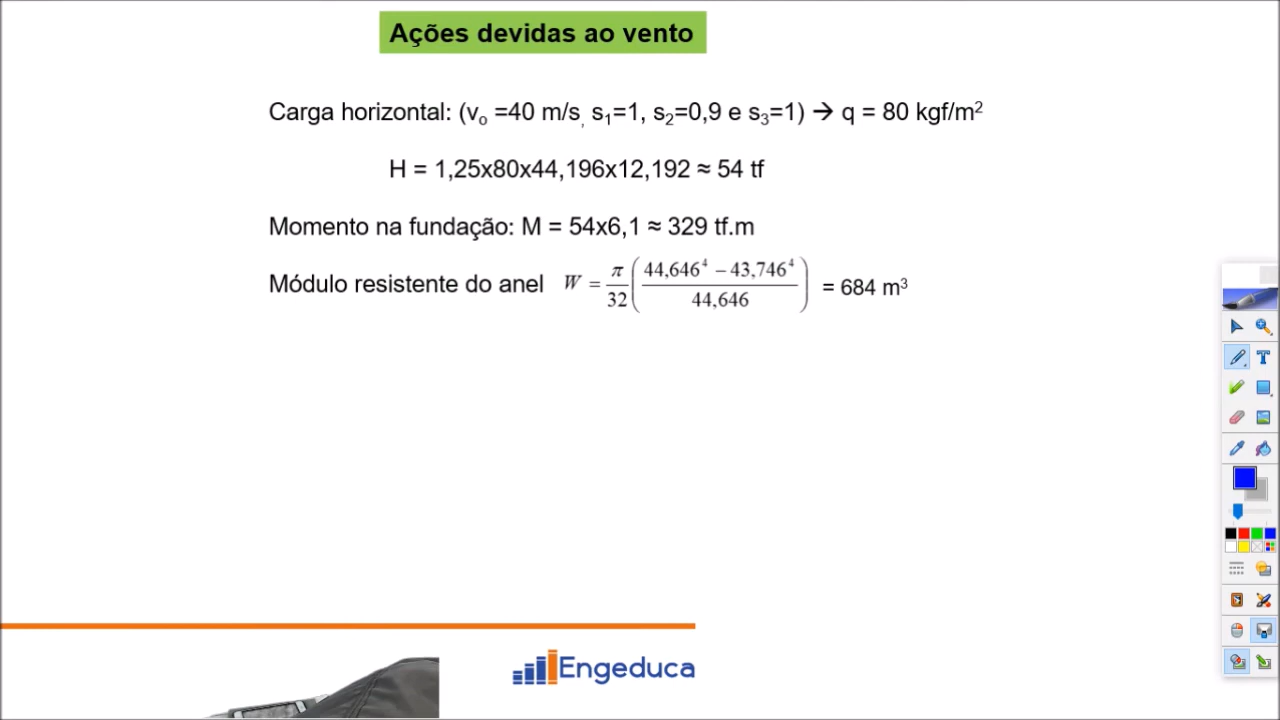 Ações devidas ao vento
Carga horizontal: (vₒ =40 m/s, s₁=1, s₂=0,9 e s₃=1) → q = 80 kgf/m²
H = 1,25x80x44,196x12,192 ≈ 54 tf
Momento na fundação: M = 54x6,1 ≈ 329 tf.m
Módulo resistente do anel W = π/32 (44,646⁴ – 43,746⁴ / 44,646) = 684 m³
Engeduca